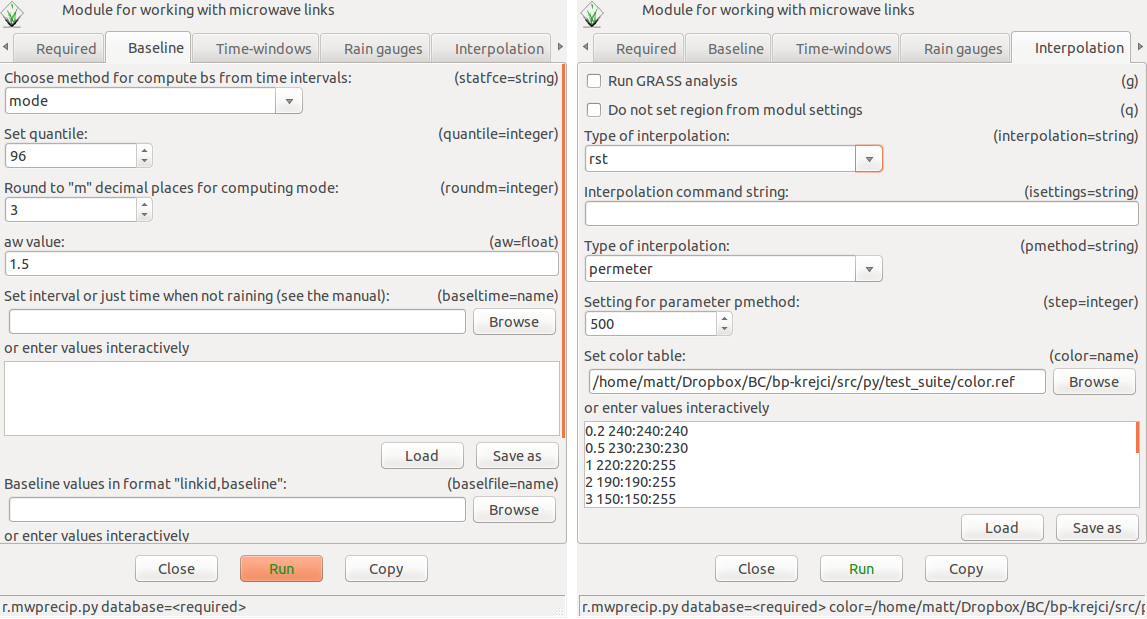 Module for working with microwave links
Required Baseline Time-windows Rain gauges Interpolation
Choose method for compute bs from time intervals: (statfce=string)
mode
Set quantile: (quantile=integer)
96
Round to "m" decimal places for computing mode: (roundm=integer)
3
aw value: (aw=float)
1.5
Set interval or just time when not raining (see the manual): (baseltime=name)
Browse
or enter values interactively
Load Save as
Baseline values in format "linkid,baseline": (baselfile=name)
Browse
or enter values interactively
Close Run Copy
r.mwprecip.py database=<required>
Module for working with microwave links
Required Baseline Time-windows Rain gauges Interpolation
Run GRASS analysis (g)
Do not set region from modul settings (q)
Type of interpolation: (interpolation=string)
rst
Interpolation command string: (isettings=string)
Type of interpolation: (pmethod=string)
permeter
Setting for parameter pmethod: (step=integer)
500
Set color table: (color=name)
/home/matt/Dropbox/BC/bp-krejci/src/py/test_suite/color.ref Browse
or enter values interactively
0.2 240:240:240
0.5 230:230:230
1 220:220:255
2 190:190:255
3 150:150:255
Load Save as
Close Run Copy
r.mwprecip.py database=<required> color=/home/matt/Dropbox/BC/bp-krejci/src/p